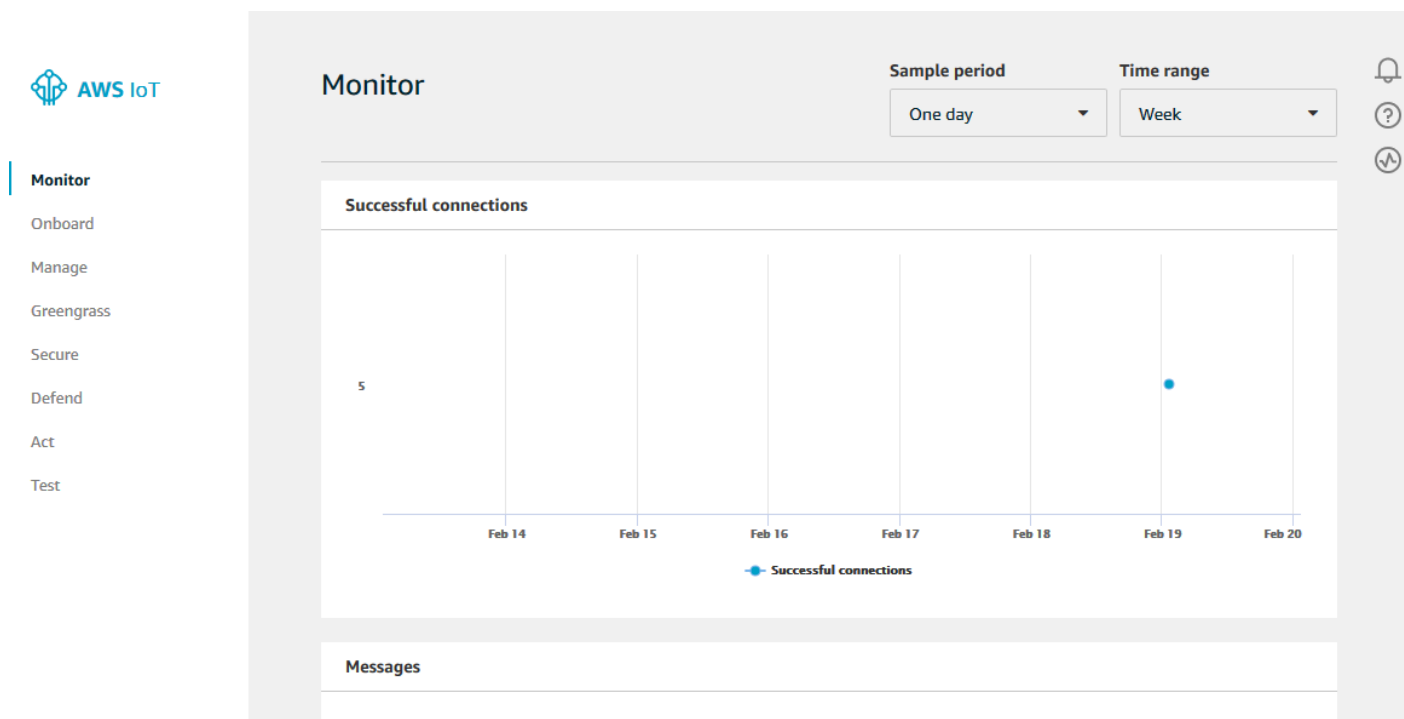 AWS IoT
Monitor
Onboard
Manage
Greengrass
Secure
Defend
Act
Test
Monitor
Sample period
One day
Time range
Week
Successful connections
5
Feb 14 Feb 15 Feb 16 Feb 17 Feb 18 Feb 19 Feb 20
Successful connections
Messages